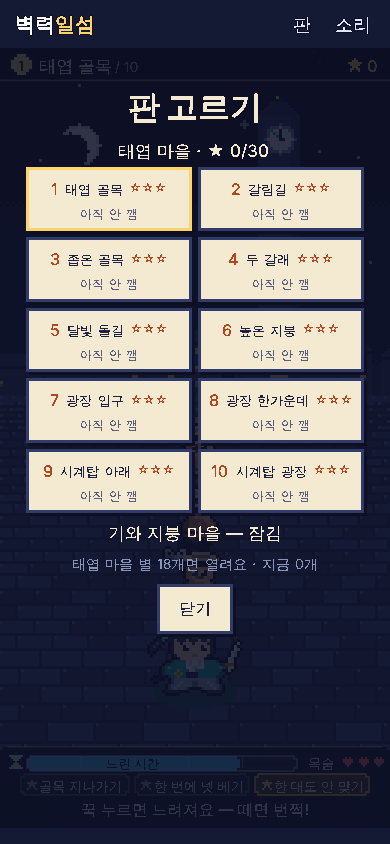 벽력일섬 판 소리
1 태엽 골목 / 10 ★ 0
판 고르기
태엽 마을 · ★ 0/30
1 태엽 골목 ☆☆☆
아직 안 깸
2 갈림길 ☆☆☆
아직 안 깸
3 좁은 골목 ☆☆☆
아직 안 깸
4 두 갈래 ☆☆☆
아직 안 깸
5 달빛 돌길 ☆☆☆
아직 안 깸
6 높은 지붕 ☆☆☆
아직 안 깸
7 광장 입구 ☆☆☆
아직 안 깸
8 광장 한가운데 ☆☆☆
아직 안 깸
9 시계탑 아래 ☆☆☆
아직 안 깸
10 시계탑 광장 ☆☆☆
아직 안 깸
기와 지붕 마을 — 잠김
태엽 마을 별 18개면 열려요 · 지금 0개
닫기
느린 시간 목숨 ♥♥♥
★골목 지나가기 ★한 번에 넷 베기 ★한 대도 안 맞기
꾹 누르면 느려져요 — 떼면 번쩍!